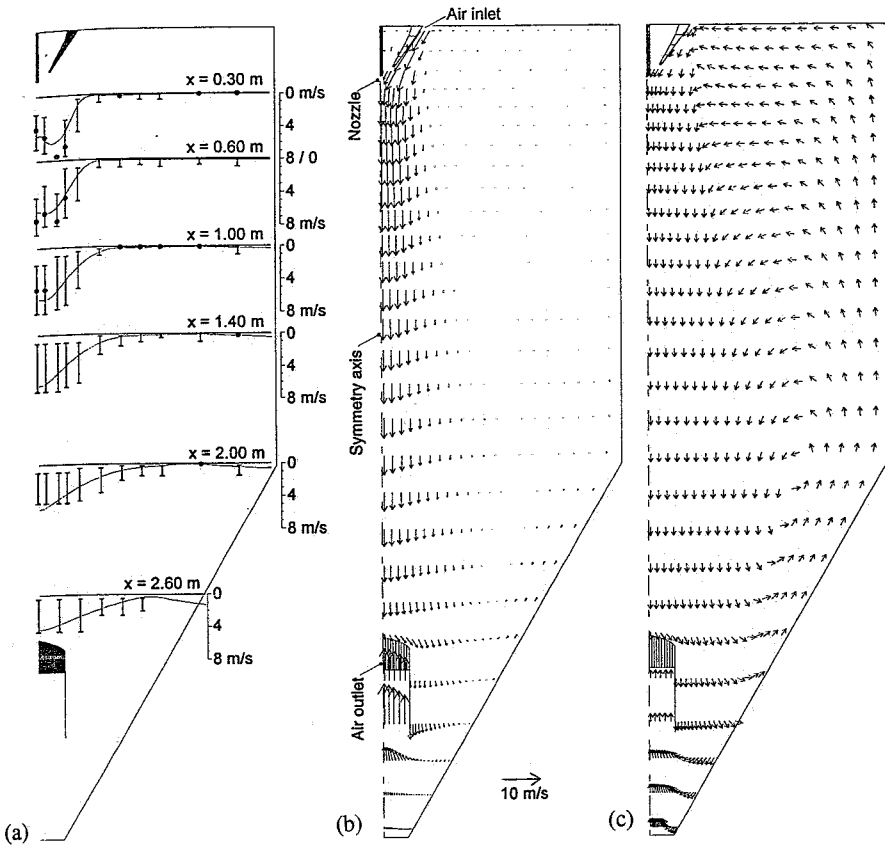 Air inlet
Nozzle
Symmetry axis
Air outlet
x = 0.30 m
0 m/s
4
x = 0.60 m
8 / 0
4
8 m/s
x = 1.00 m
0
4
8 m/s
x = 1.40 m
0
4
8 m/s
x = 2.00 m
0
4
8 m/s
x = 2.60 m
0
4
8 m/s
10 m/s
(a)
(b)
(c)